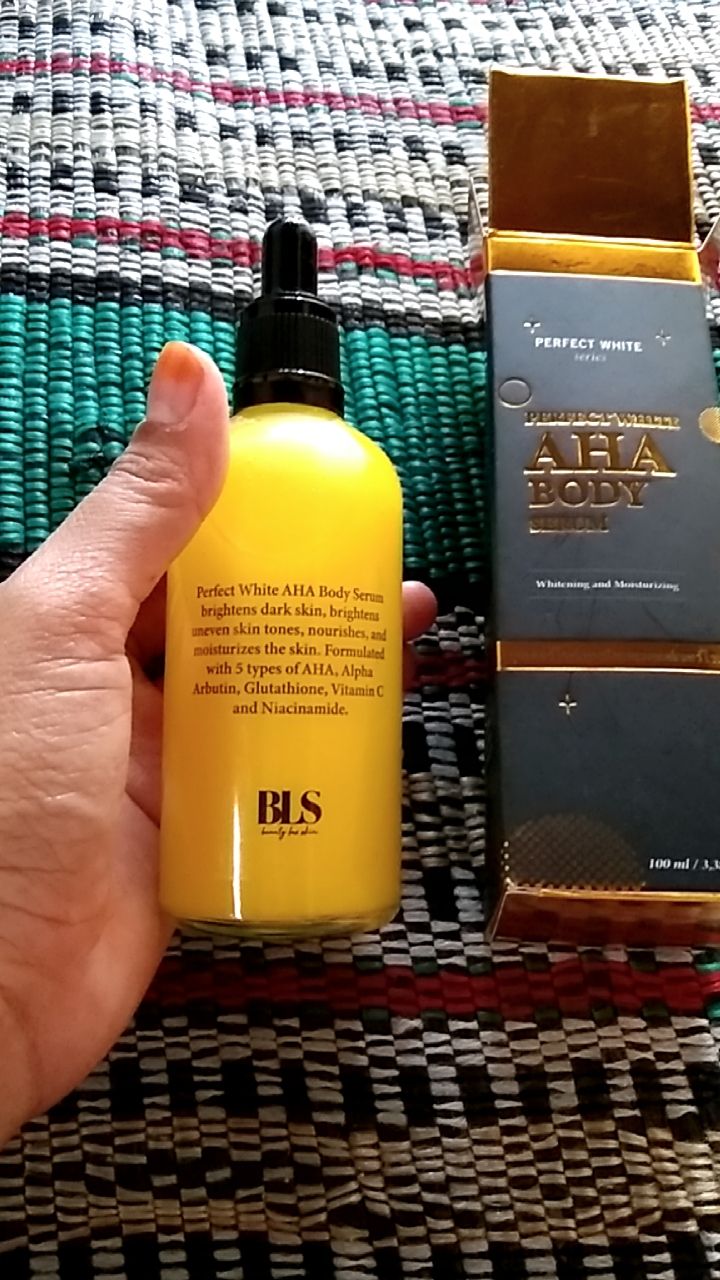 Perfect White AHA Body Serum
brightens dark skin, brightens
uneven skin tones, nourishes, and
moisturizes the skin. Formulated
with 5 types of AHA, Alpha
Arbutin, Glutathione, Vitamin C
and Niacinamide.
BLS
PERFECT WHITE
series
PERFECT WHITE
AHA
BODY
SERUM
Whitening and Moisturizing
100 ml / 3,3